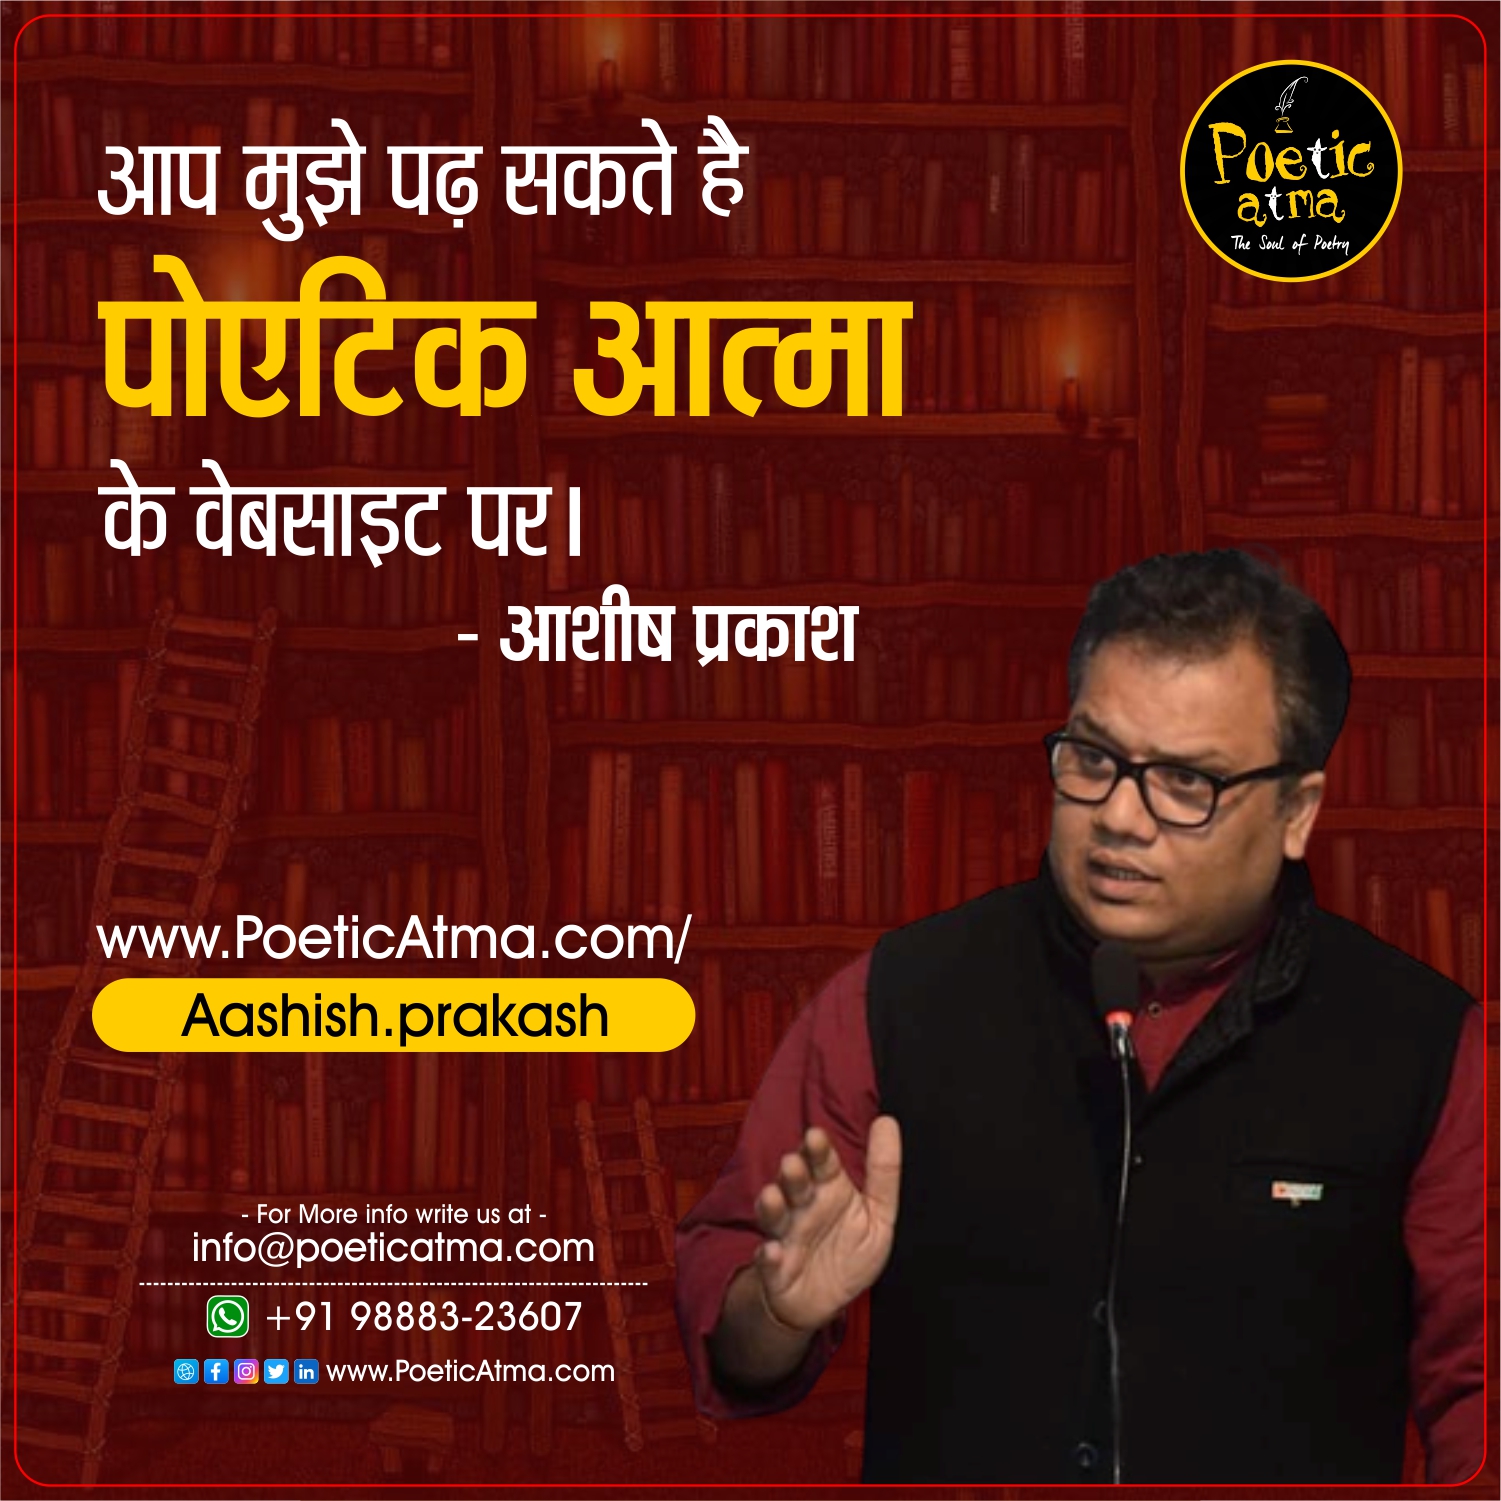 Poetic
atma
The Soul of Poetry
आप मुझे पढ़ सकते है
पोएटिक आत्मा
के वेबसाइट पर।
- आशीष प्रकाश
www.PoeticAtma.com/
Aashish.prakash
- For More info write us at -
info@poeticatma.com
+91 98883-23607
www.PoeticAtma.com